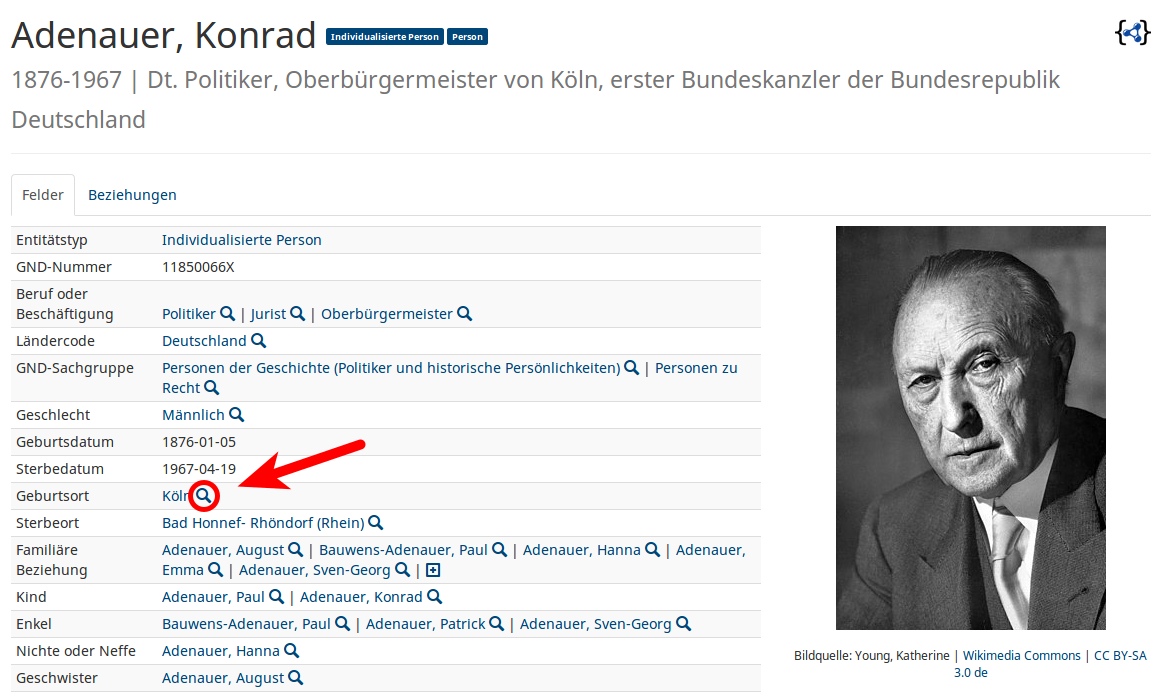 Adenauer, Konrad Individualisierte Person Person
1876-1967 | Dt. Politiker, Oberbürgermeister von Köln, erster Bundeskanzler der Bundesrepublik
Deutschland
Felder Beziehungen
Entitätstyp Individualisierte Person
GND-Nummer 11850066X
Beruf oder
Beschäftigung Politiker | Jurist | Oberbürgermeister
Ländercode Deutschland
GND-Sachgruppe Personen der Geschichte (Politiker und historische Persönlichkeiten) | Personen zu
Recht
Geschlecht Männlich
Geburtsdatum 1876-01-05
Sterbedatum 1967-04-19
Geburtsort Köln
Sterbeort Bad Honnef- Rhöndorf (Rhein)
Familiäre Adenauer, August | Bauwens-Adenauer, Paul | Adenauer, Hanna | Adenauer,
Beziehung Emma | Adenauer, Sven-Georg |
Kind Adenauer, Paul | Adenauer, Konrad
Enkel Bauwens-Adenauer, Paul | Adenauer, Patrick | Adenauer, Sven-Georg
Nichte oder Neffe Adenauer, Hanna
Geschwister Adenauer, August
Bildquelle: Young, Katherine | Wikimedia Commons | CC BY-SA
3.0 de